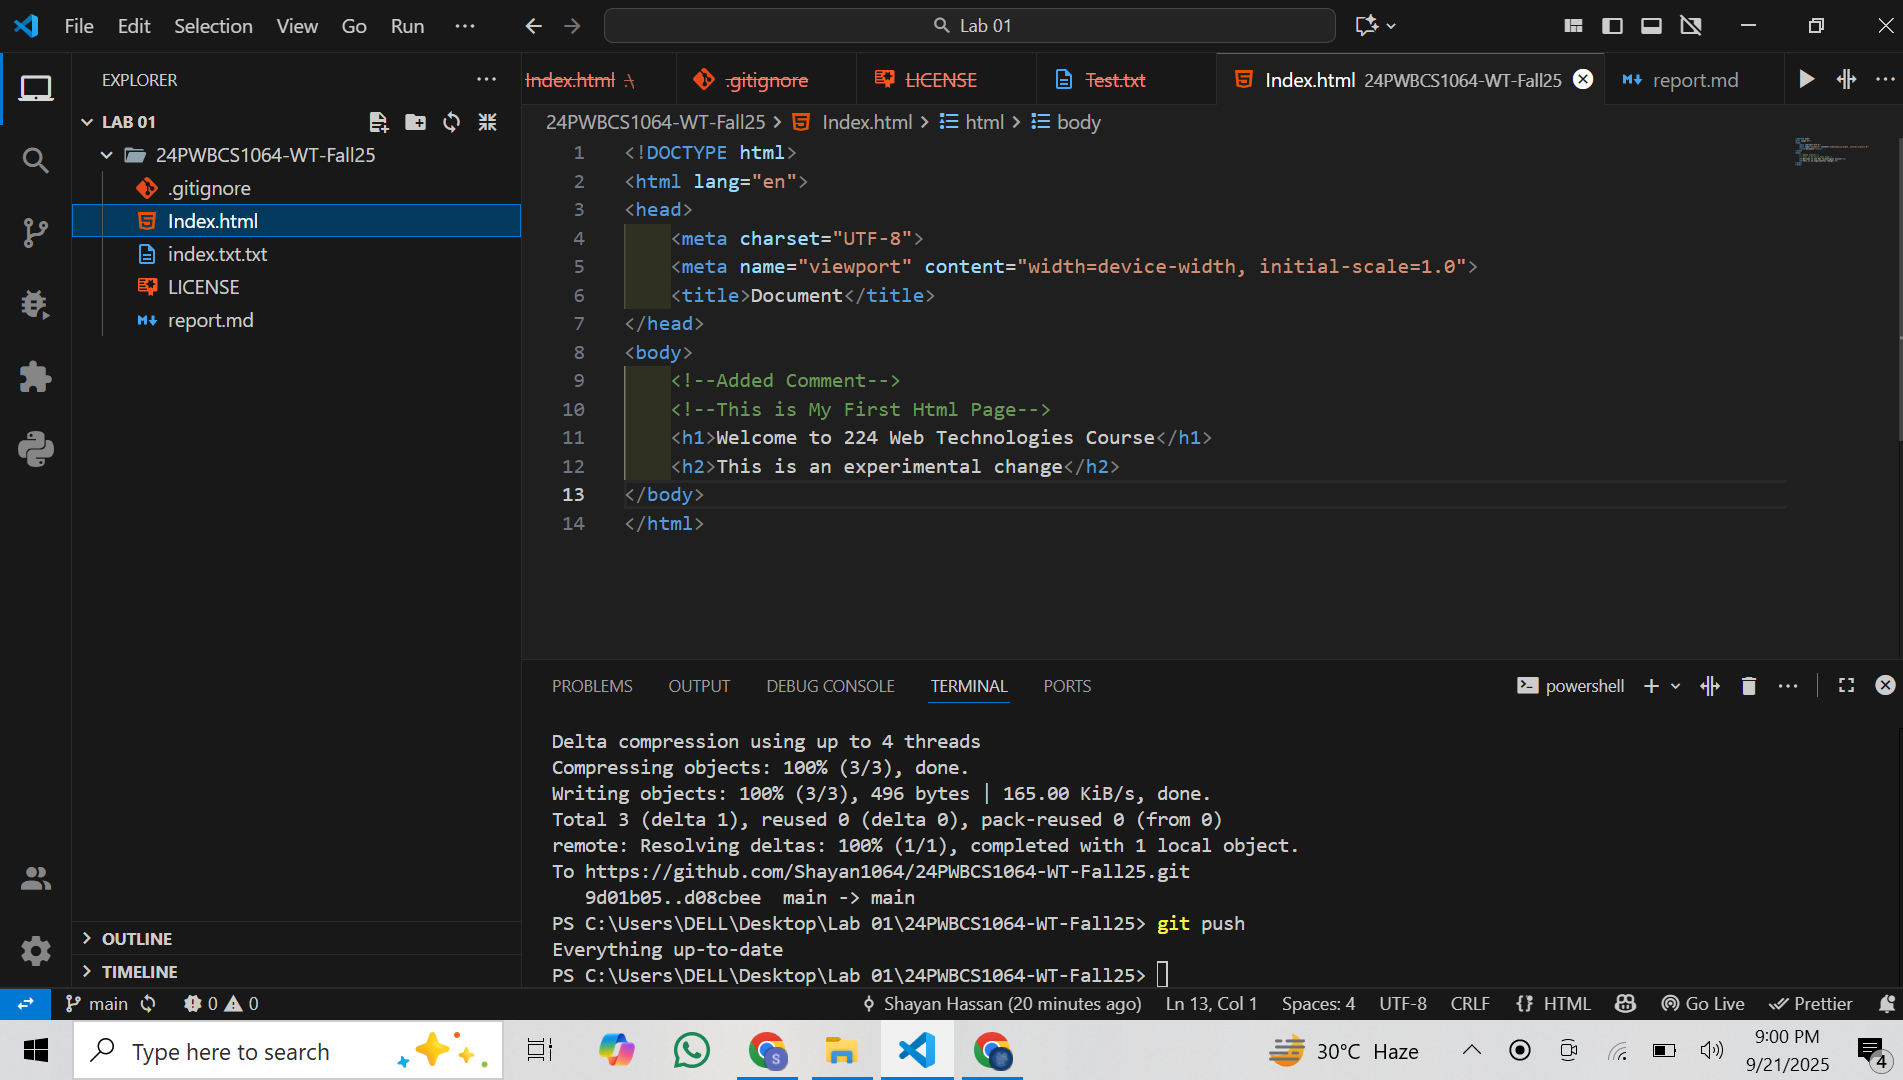 File Edit Selection View Go Run ··· Lab 01
EXPLORER ···
Index.html .\ .gitignore LICENSE Test.txt Index.html 24PWBCS1064-WT-Fall25 report.md ···
LAB 01
24PWBCS1064-WT-Fall25 > Index.html > html > body
24PWBCS1064-WT-Fall25
.gitignore
Index.html
index.txt.txt
LICENSE
report.md
1 <!DOCTYPE html>
2 <html lang="en">
3 <head>
4 <meta charset="UTF-8">
5 <meta name="viewport" content="width=device-width, initial-scale=1.0">
6 <title>Document</title>
7 </head>
8 <body>
9 <!--Added Comment-->
10 <!--This is My First Html Page-->
11 <h1>Welcome to 224 Web Technologies Course</h1>
12 <h2>This is an experimental change</h2>
13 </body>
14 </html>
PROBLEMS OUTPUT DEBUG CONSOLE TERMINAL PORTS powershell ···
Delta compression using up to 4 threads
Compressing objects: 100% (3/3), done.
Writing objects: 100% (3/3), 496 bytes | 165.00 KiB/s, done.
Total 3 (delta 1), reused 0 (delta 0), pack-reused 0 (from 0)
remote: Resolving deltas: 100% (1/1), completed with 1 local object.
To https://github.com/Shayan1064/24PWBCS1064-WT-Fall25.git
9d01b05..d08cbee main -> main
PS C:\Users\DELL\Desktop\Lab 01\24PWBCS1064-WT-Fall25> git push
Everything up-to-date
PS C:\Users\DELL\Desktop\Lab 01\24PWBCS1064-WT-Fall25>
OUTLINE
TIMELINE
main 0 0 Shayan Hassan (20 minutes ago) Ln 13, Col 1 Spaces: 4 UTF-8 CRLF {} HTML Go Live Prettier
Type here to search S 30°C Haze 9:00 PM
9/21/2025 4